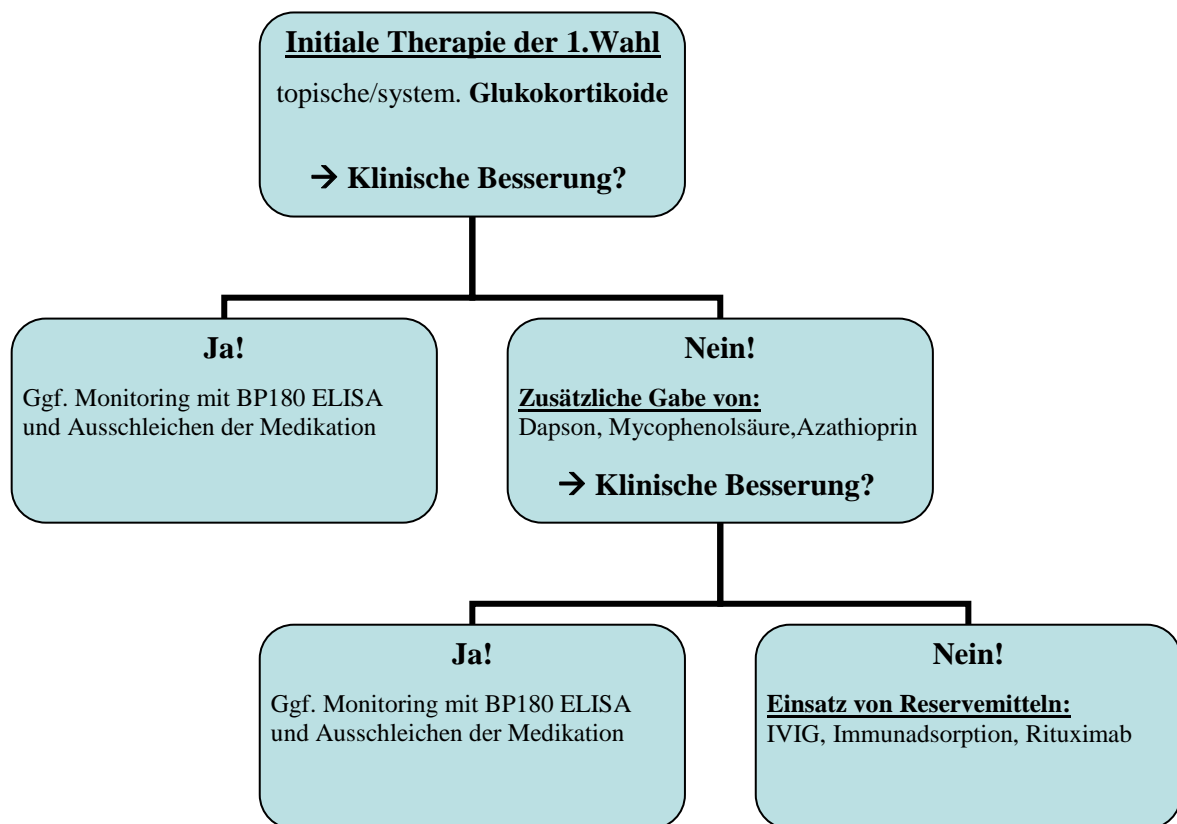 Initiale Therapie der 1.Wahl
topische/system. Glukokortikoide
→ Klinische Besserung?
Ja!
Ggf. Monitoring mit BP180 ELISA
und Ausschleichen der Medikation
Nein!
Zusätzliche Gabe von:
Dapson, Mycophenolsäure,Azathioprin
→ Klinische Besserung?
Ja!
Ggf. Monitoring mit BP180 ELISA
und Ausschleichen der Medikation
Nein!
Einsatz von Reservemitteln:
IVIG, Immunadsorption, Rituximab